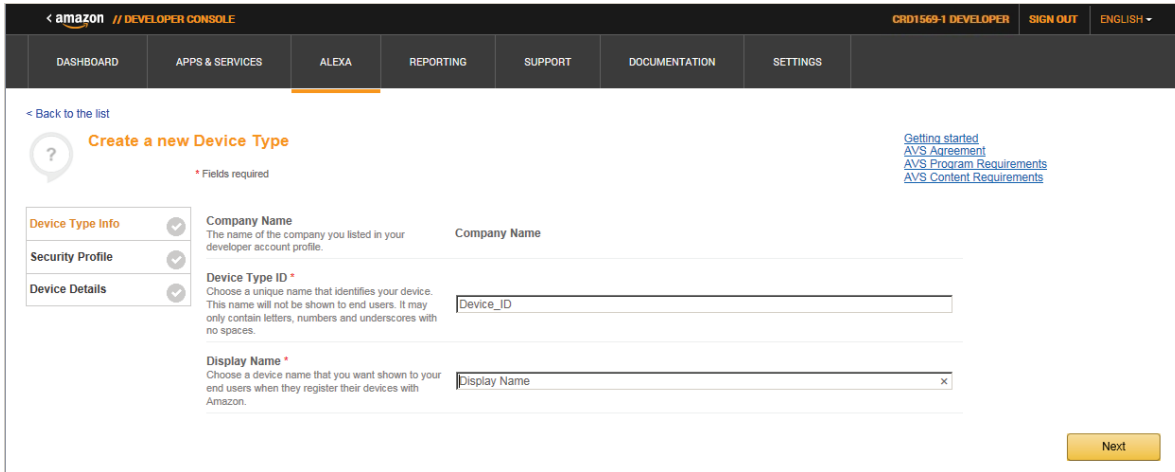 < amazon // DEVELOPER CONSOLE CRD1569-1 DEVELOPER SIGN OUT ENGLISH
DASHBOARD APPS & SERVICES ALEXA REPORTING SUPPORT DOCUMENTATION SETTINGS
< Back to the list
?
Create a new Device Type
* Fields required
Getting started
AVS Agreement
AVS Program Requirements
AVS Content Requirements
Device Type Info
Security Profile
Device Details
Company Name
The name of the company you listed in your
developer account profile.
Company Name
Device Type ID *
Choose a unique name that identifies your device.
This name will not be shown to end users. It may
only contain letters, numbers and underscores with
no spaces.
Device_ID
Display Name *
Choose a device name that you want shown to your
end users when they register their devices with
Amazon.
Display Name ×
Next